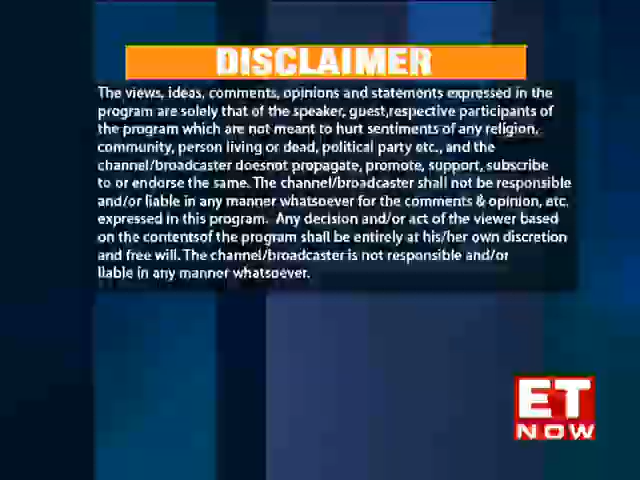 DISCLAIMER
The views, ideas, comments, opinions and statements expressed in the
program are solely that of the speaker, guest,respective participants of
the program which are not meant to hurt sentiments of any religion,
community, person living or dead, political party etc., and the
channel/broadcaster doesnot propagate, promote, support, subscribe
to or endorse the same. The channel/broadcaster shall not be responsible
and/or liable in any manner whatsoever for the comments & opinion, etc.
expressed in this program. Any decision and/or act of the viewer based
on the contentsof the program shall be entirely at his/her own discretion
and free will. The channel/broadcaster is not responsible and/or
liable in any manner whatsoever.
ET
NOW